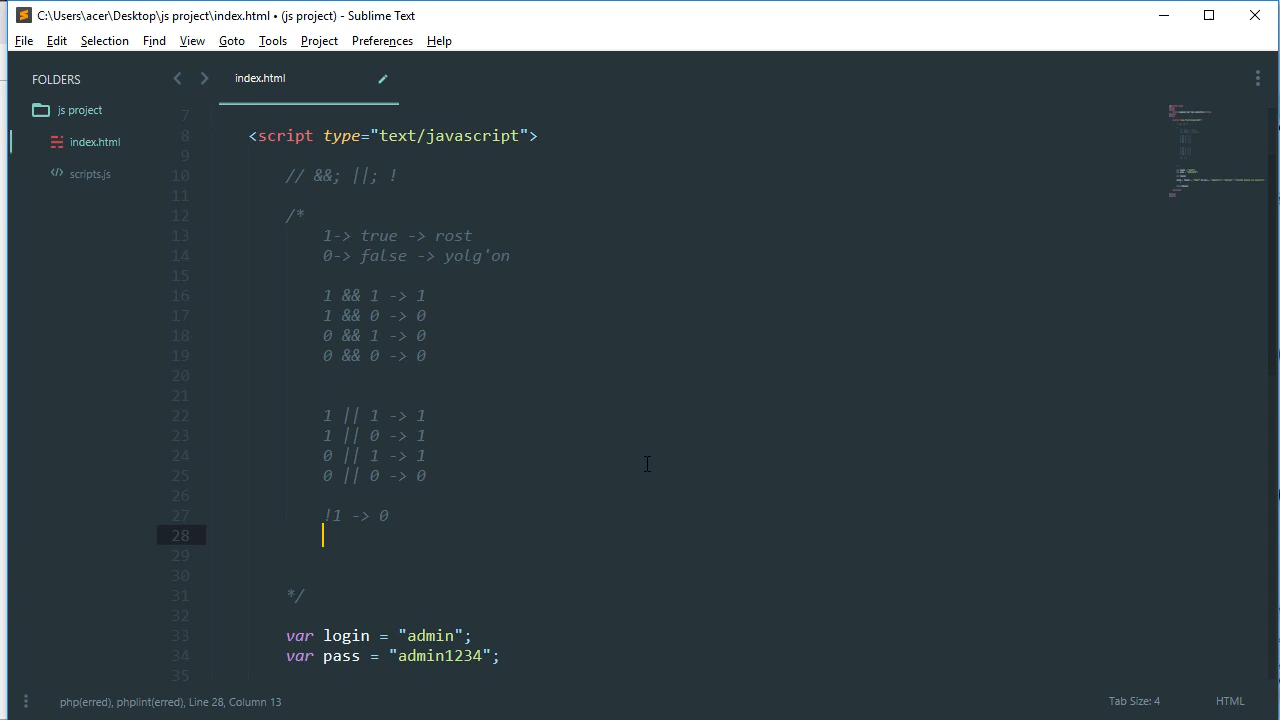 C:\Users\acer\Desktop\js project\index.html • (js project) - Sublime Text
File Edit Selection Find View Goto Tools Project Preferences Help
FOLDERS
js project
index.html
scripts.js
index.html
7
8 <script type="text/javascript">
9
10 // &&; ||; !
11
12 /*
13 1-> true -> rost
14 0-> false -> yolg'on
15
16 1 && 1 -> 1
17 1 && 0 -> 0
18 0 && 1 -> 0
19 0 && 0 -> 0
20
21
22 1 || 1 -> 1
23 1 || 0 -> 1
24 0 || 1 -> 1
25 0 || 0 -> 0
26
27 !1 -> 0
28
29
30
31 */
32
33 var login = "admin";
34 var pass = "admin1234";
35
php(erred), phplint(erred), Line 28, Column 13
Tab Size: 4
HTML